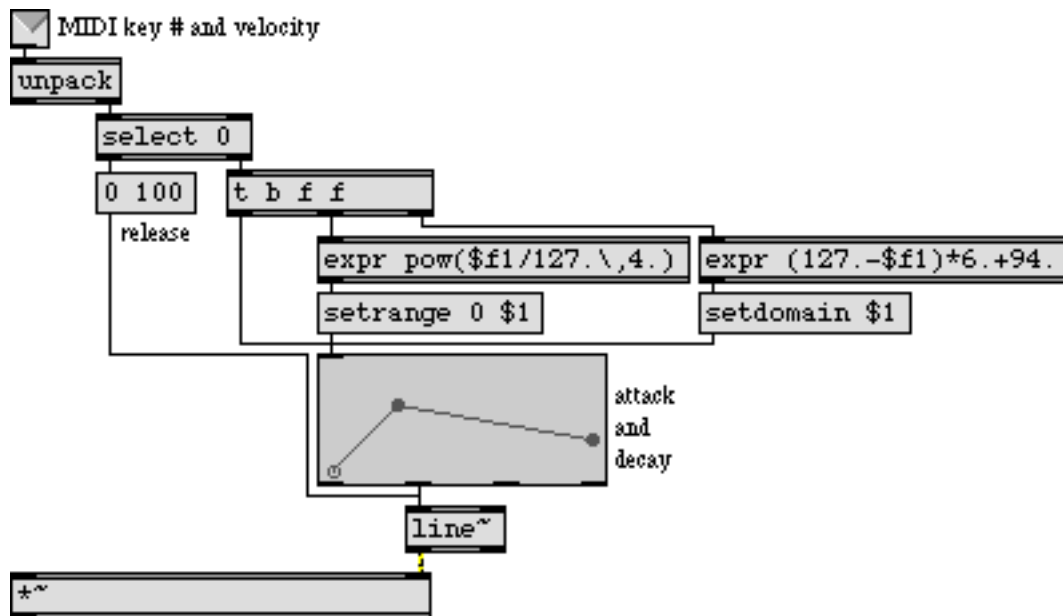 MIDI key # and velocity
unpack
select 0
0 100
t b f f
release
expr pow($f1/127.\,4.)
expr (127.-$f1)*6.+94.
setrange 0 $1
setdomain $1
attack
and
decay
line~
*~